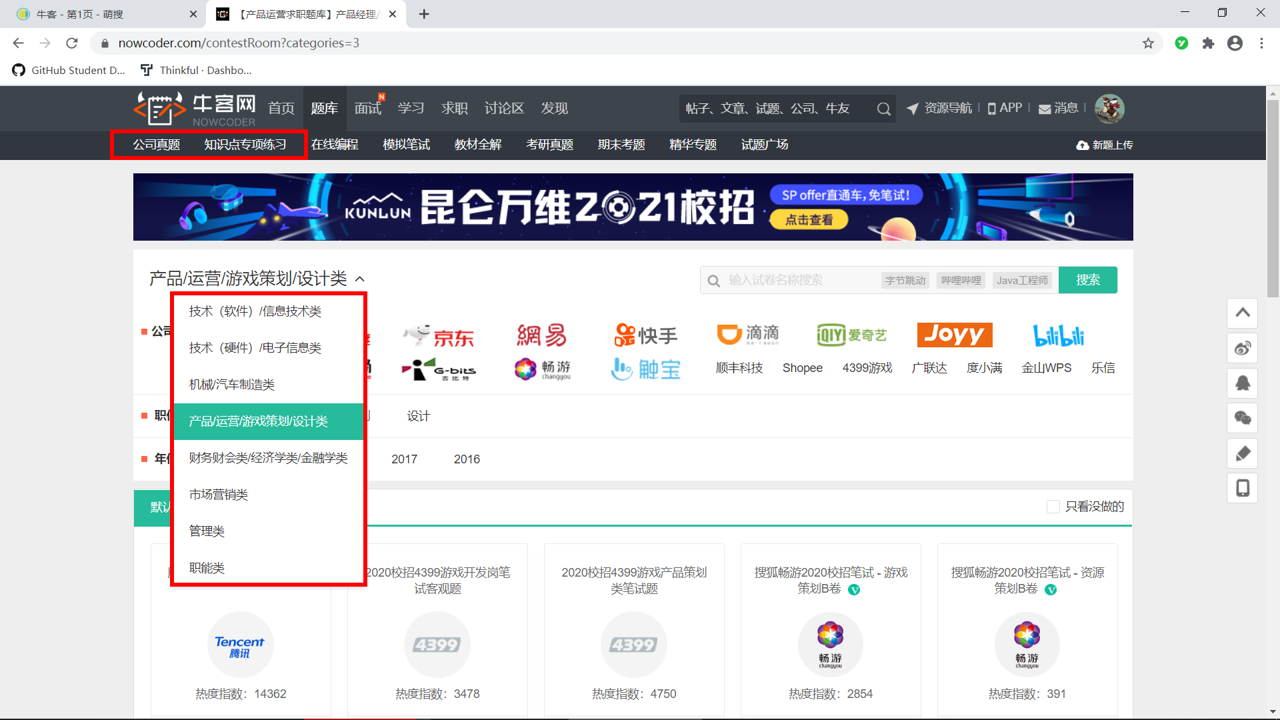 牛客 - 第1页 - 萌搜
【产品运营求职题库】产品经理/
nowcoder.com/contestRoom?categories=3
GitHub Student D...
Thinkful · Dashbo...
牛客网
NOWCODER
首页
题库
面试
N
学习
求职
讨论区
发现
帖子、文章、试题、公司、牛友
资源导航
APP
消息
公司真题
知识点专项练习
在线编程
模拟笔试
教材全解
考研真题
期末考题
精华专题
试题广场
新题上传
KUNLUN
昆仑万维2021校招
SP offer直通车,免笔试!
点击查看
产品/运营/游戏策划/设计类
输入试卷名称搜索
字节跳动
哔哩哔哩
Java工程师
搜索
技术（软件）/信息技术类
技术（硬件）/电子信息类
机械/汽车制造类
产品/运营/游戏策划/设计类
财务财会类/经济学类/金融学类
市场营销类
管理类
职能类
公司
京东
網易
快手
滴滴
QIY
爱奇艺
Joyy
bilibili
G-bits
吉比特
畅游
changyou
触宝
顺丰科技
Shopee
4399游戏
广联达
度小满
金山WPS
乐信
职位
设计
年份
2017
2016
默认
只看没做的
2020校招4399游戏开发岗笔
试客观题
2020校招4399游戏产品策划
类笔试题
搜狐畅游2020校招笔试 - 游戏
策划B卷
搜狐畅游2020校招笔试 - 资源
策划B卷
Tencent
腾讯
4399
4399
畅游
changyou
畅游
changyou
热度指数：14362
热度指数：3478
热度指数：4750
热度指数：2854
热度指数：391